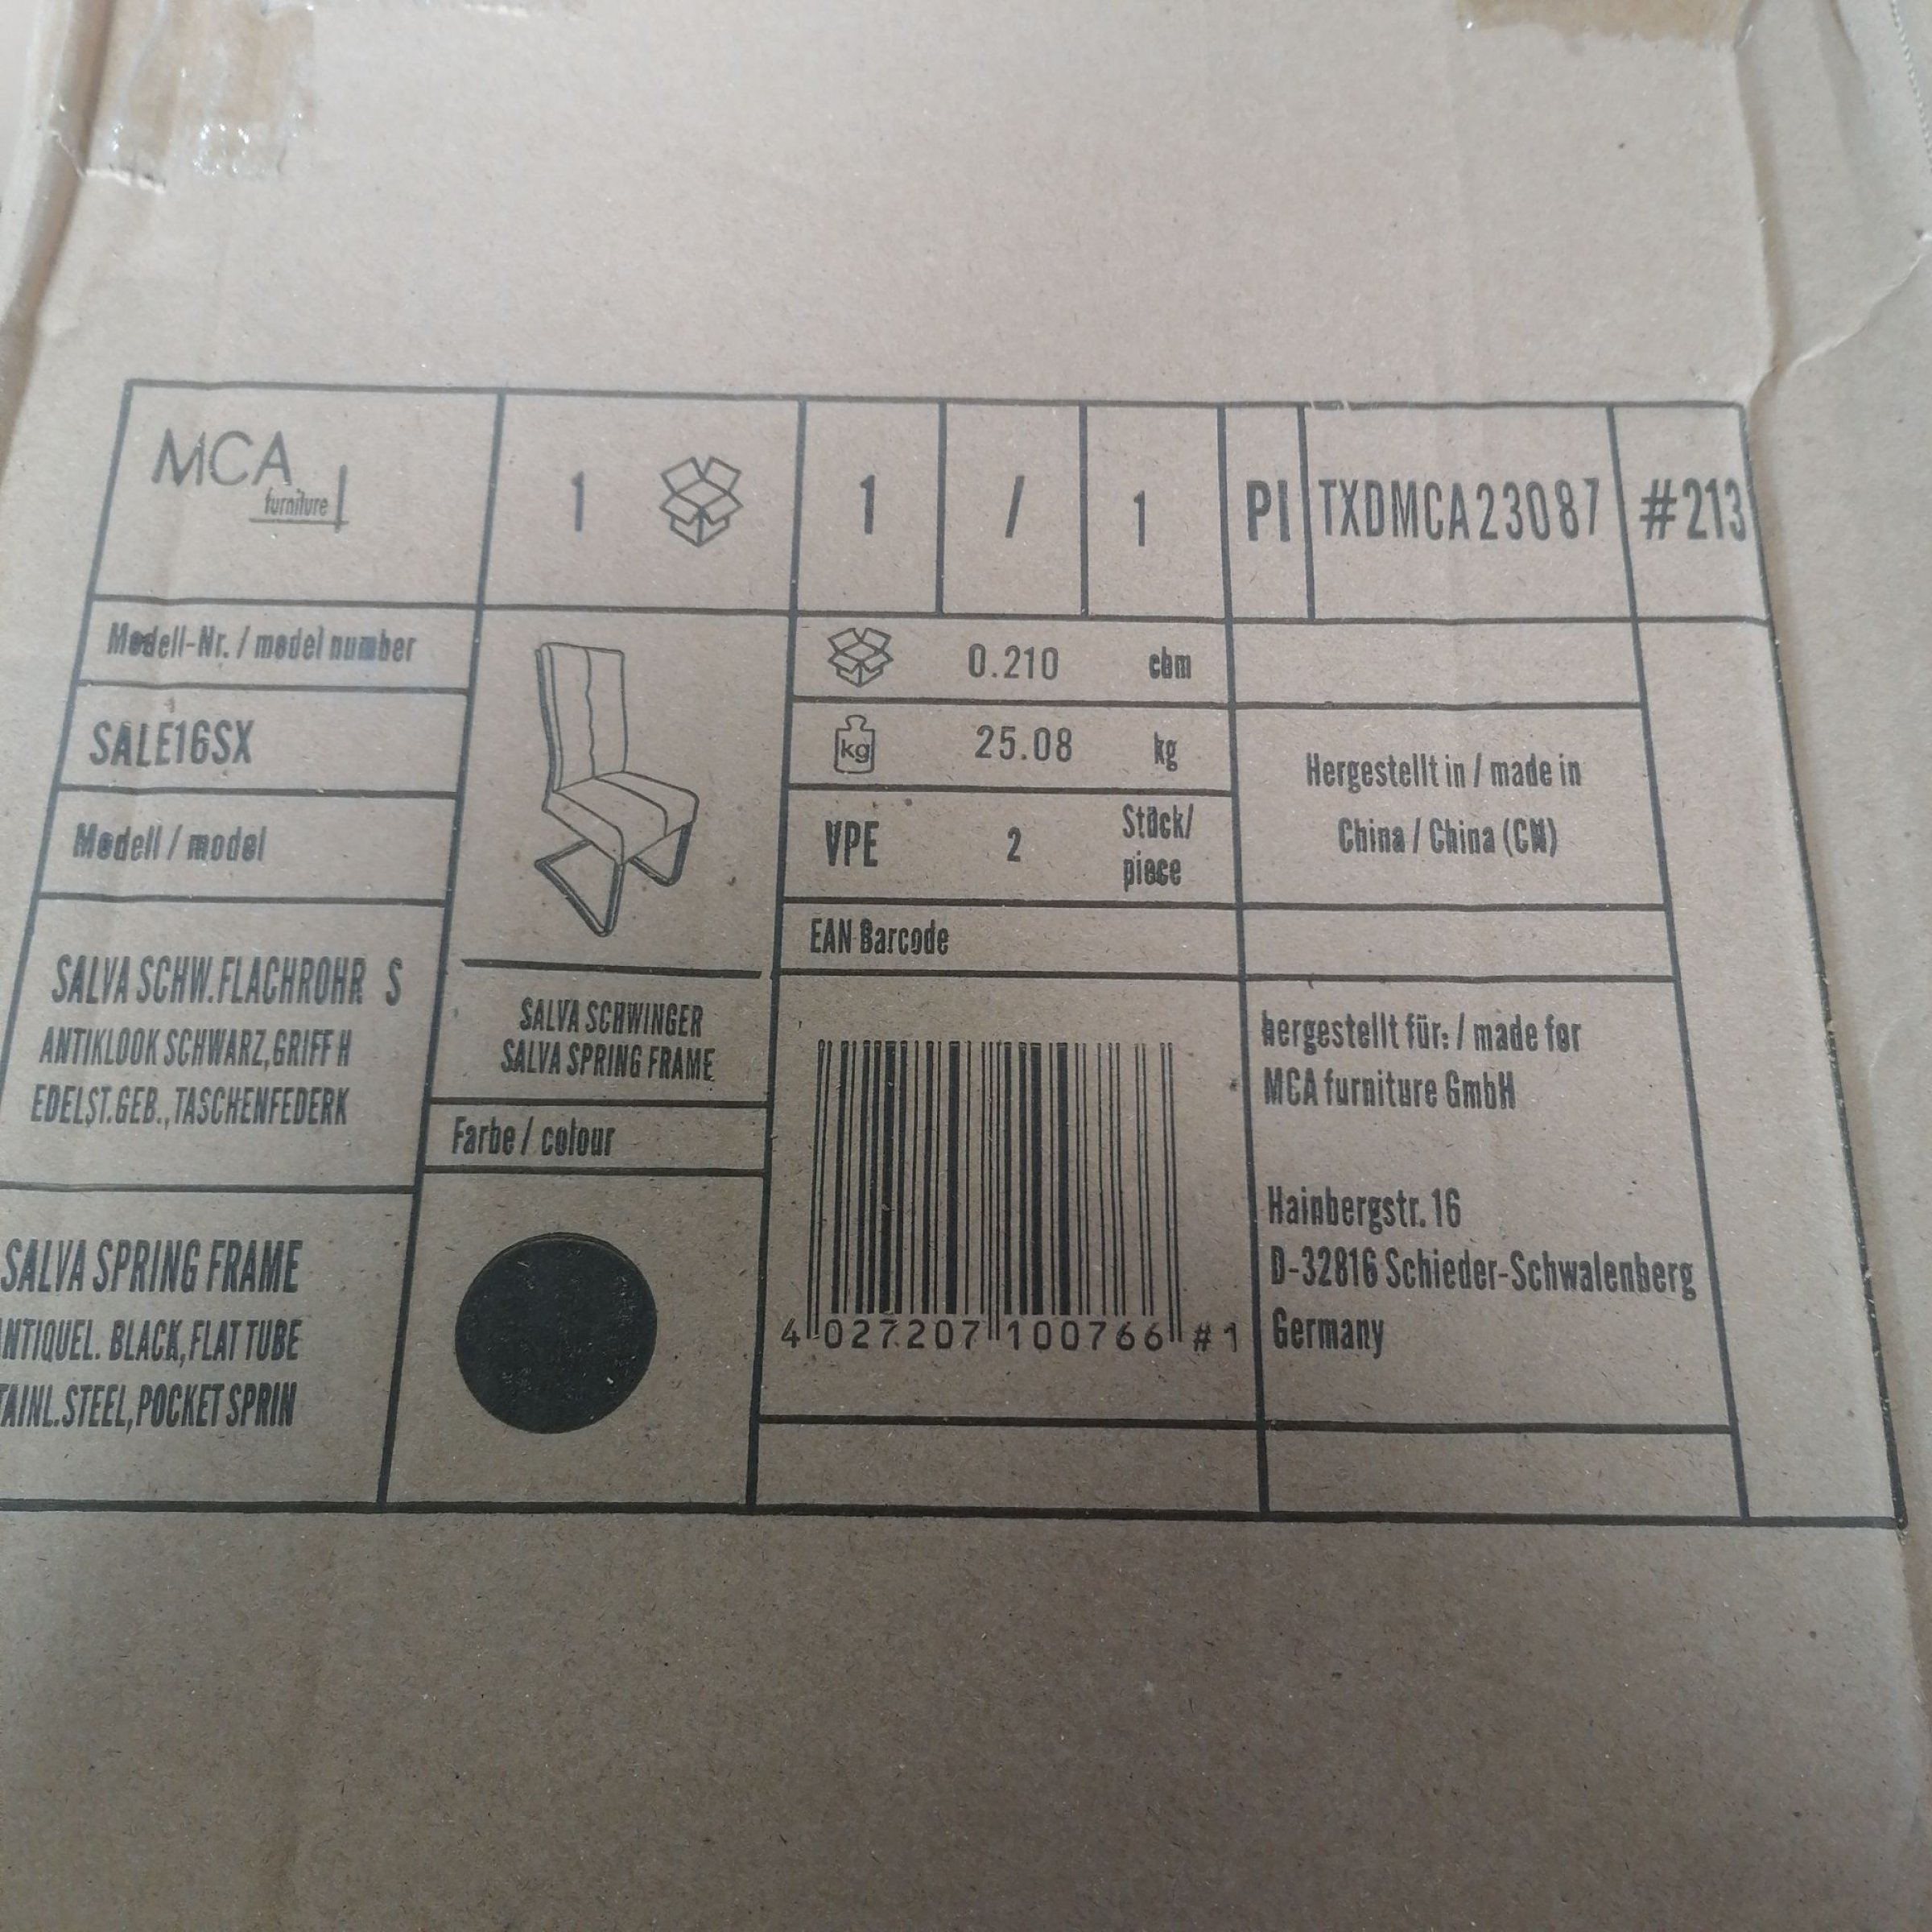 MCA
furniture
1
1 / 1
PI TXDMCA23087 #213
Modell-Nr. / model number
SALE16SX
Modell / model
SALVA SCHW.FLACHROHR S
ANTIKLOOK SCHWARZ,GRIFF H
EDELST.GEB.,TASCHENFEDERK
SALVA SPRING FRAME
NTIQUEL. BLACK,FLAT TUBE
TAINL.STEEL,POCKET SPRIN
SALVA SCHWINGER
SALVA SPRING FRAME
Farbe / colour
0.210 cbm
kg 25.08 kg
VPE 2 Stück/
piece
EAN Barcode
4 027207 100766 #1
Hergestellt in / made in
China / China (CN)
hergestellt für: / made for
MCA furniture GmbH
Hainbergstr. 16
D-32816 Schieder-Schwalenberg
Germany